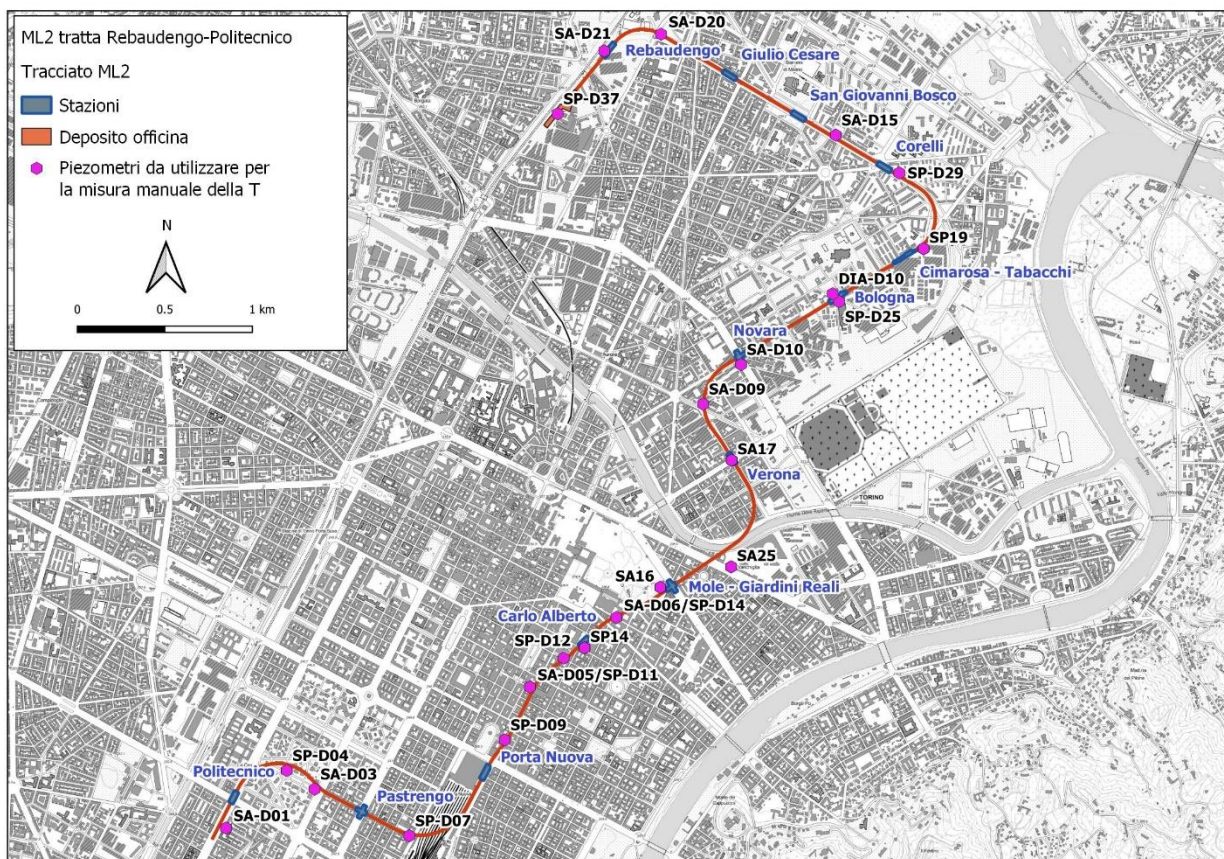 ML2 tratta Rebaudengo-Politecnico
Tracciato ML2
Stazioni
Deposito officina
Piezometri da utilizzare per
la misura manuale della T
N
0
0.5
1 km
SA-D20
SA-D21
Rebaudengo
Giulio Cesare
SP-D37
San Giovanni Bosco
SA-D15
Corelli
SP-D29
SP19
Cimarosa - Tabacchi
DIA-D10
Bologna
SP-D25
Novara
SA-D10
SA-D09
SA17
Verona
TORINO
SA25
SA16
Mole - Giardini Reali
SA-D06/SP-D14
Carlo Alberto
SP14
SP-D12
SA-D05/SP-D11
SP-D09
Porta Nuova
SP-D04
Politecnico
SA-D03
Pastrengo
SA-D01
SP-D07